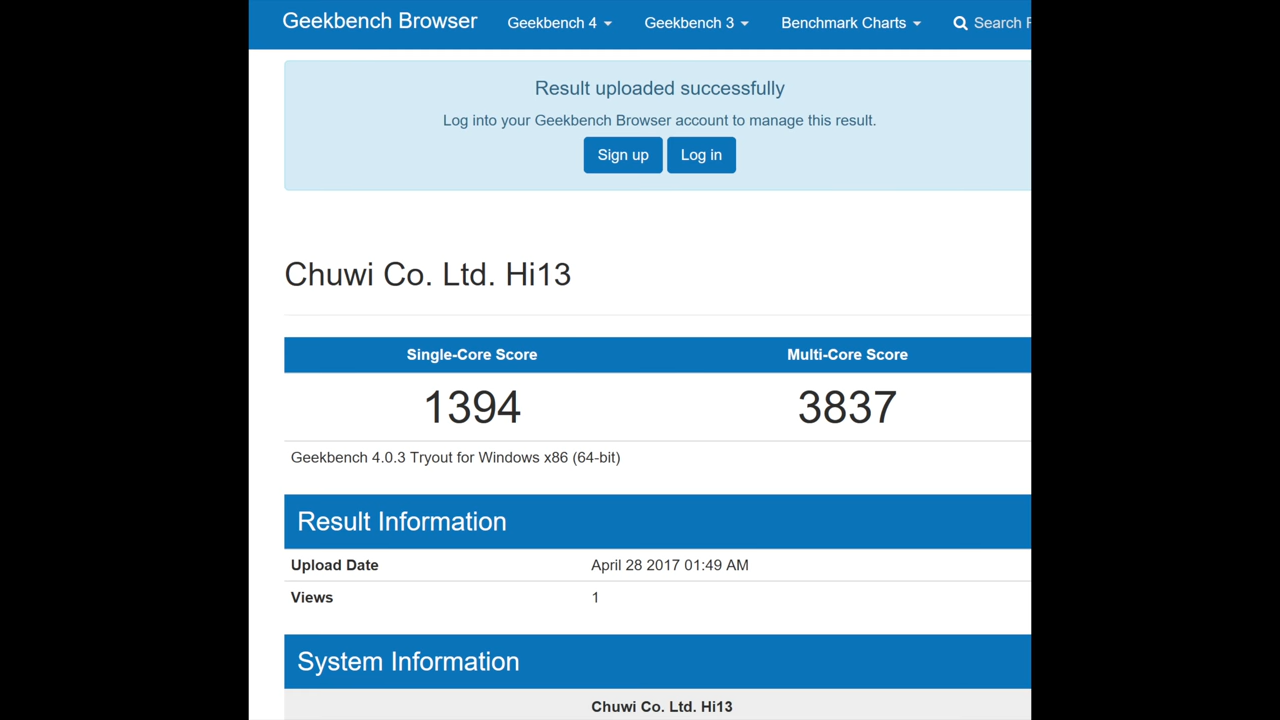 Geekbench Browser Geekbench 4 Geekbench 3 Benchmark Charts Search
Result uploaded successfully
Log into your Geekbench Browser account to manage this result.
Sign up Log in
Chuwi Co. Ltd. Hi13
Single-Core Score Multi-Core Score
1394 3837
Geekbench 4.0.3 Tryout for Windows x86 (64-bit)
Result Information
Upload Date April 28 2017 01:49 AM
Views 1
System Information
Chuwi Co. Ltd. Hi13